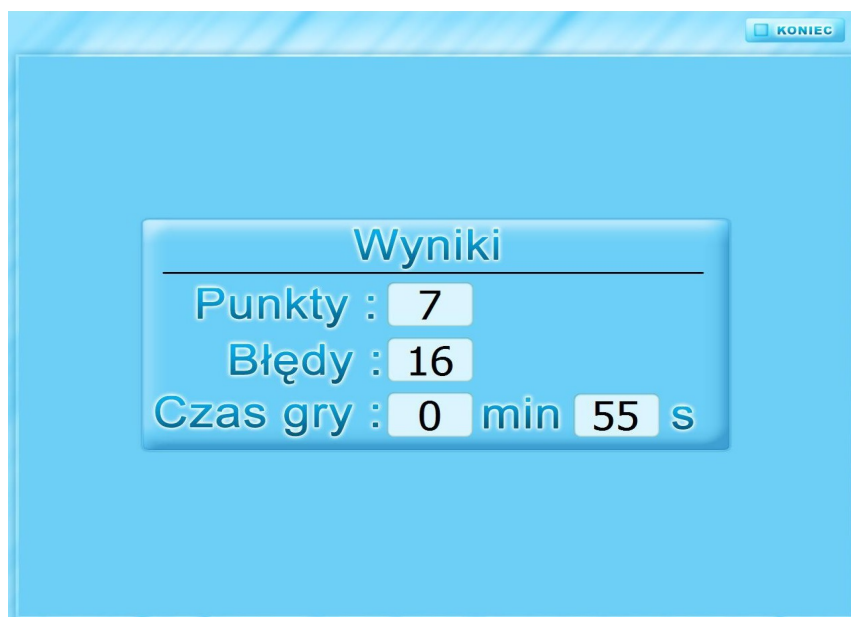 KONIEC
Wyniki
Punkty : 7
Błędy : 16
Czas gry : 0 min 55 s